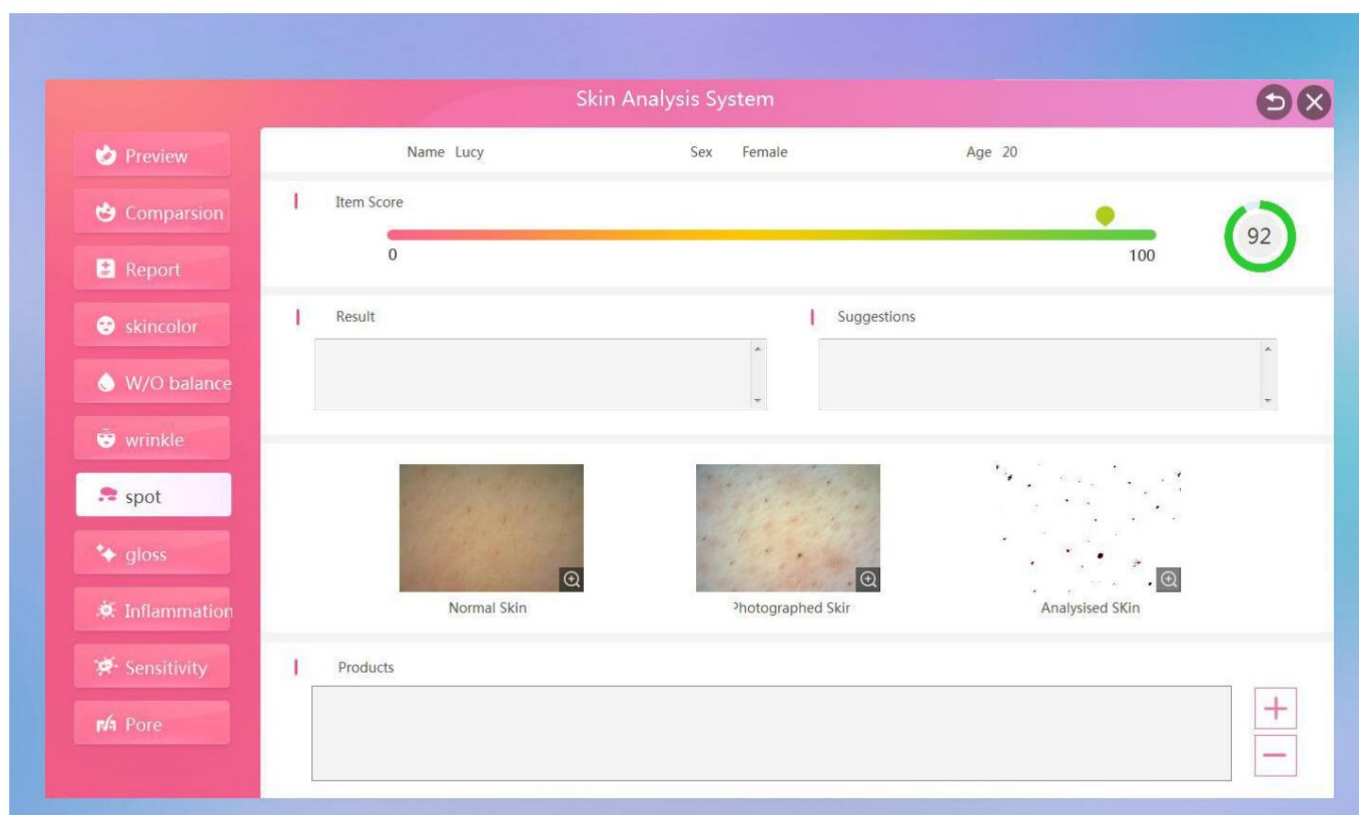 Skin Analysis System
Preview
Comparsion
Report
skincolor
W/O balance
wrinkle
spot
gloss
Inflammation
Sensitivity
Pore
Name Lucy Sex Female Age 20
Item Score
0 100
92
Result Suggestions
Normal Skin Photographed Skir Analysised SKin
Products